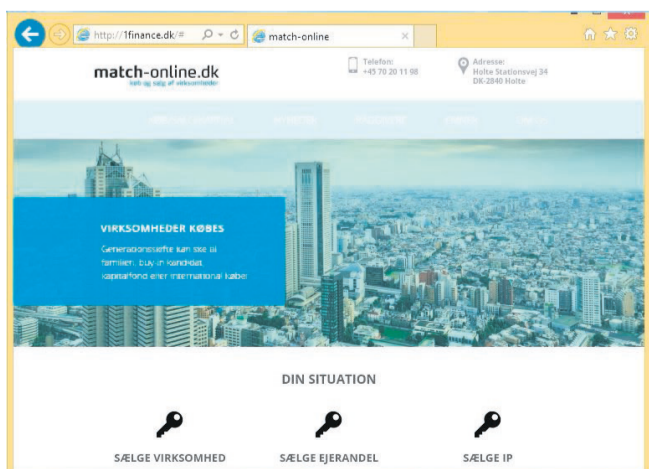 http://1finance.dk/#
match-online
match-online.dk
køb og salg af virksomheder
Telefon:
+45 70 20 11 98
Adresse:
Holte Stationsvej 34
DK-2840 Holte
VIRKSOMHEDER KØBES
Generationsskifte kan ske til
familien, buy-in kandidat,
kapitalfond eller international køber
DIN SITUATION
SÆLGE VIRKSOMHED
SÆLGE EJERANDEL
SÆLGE IP